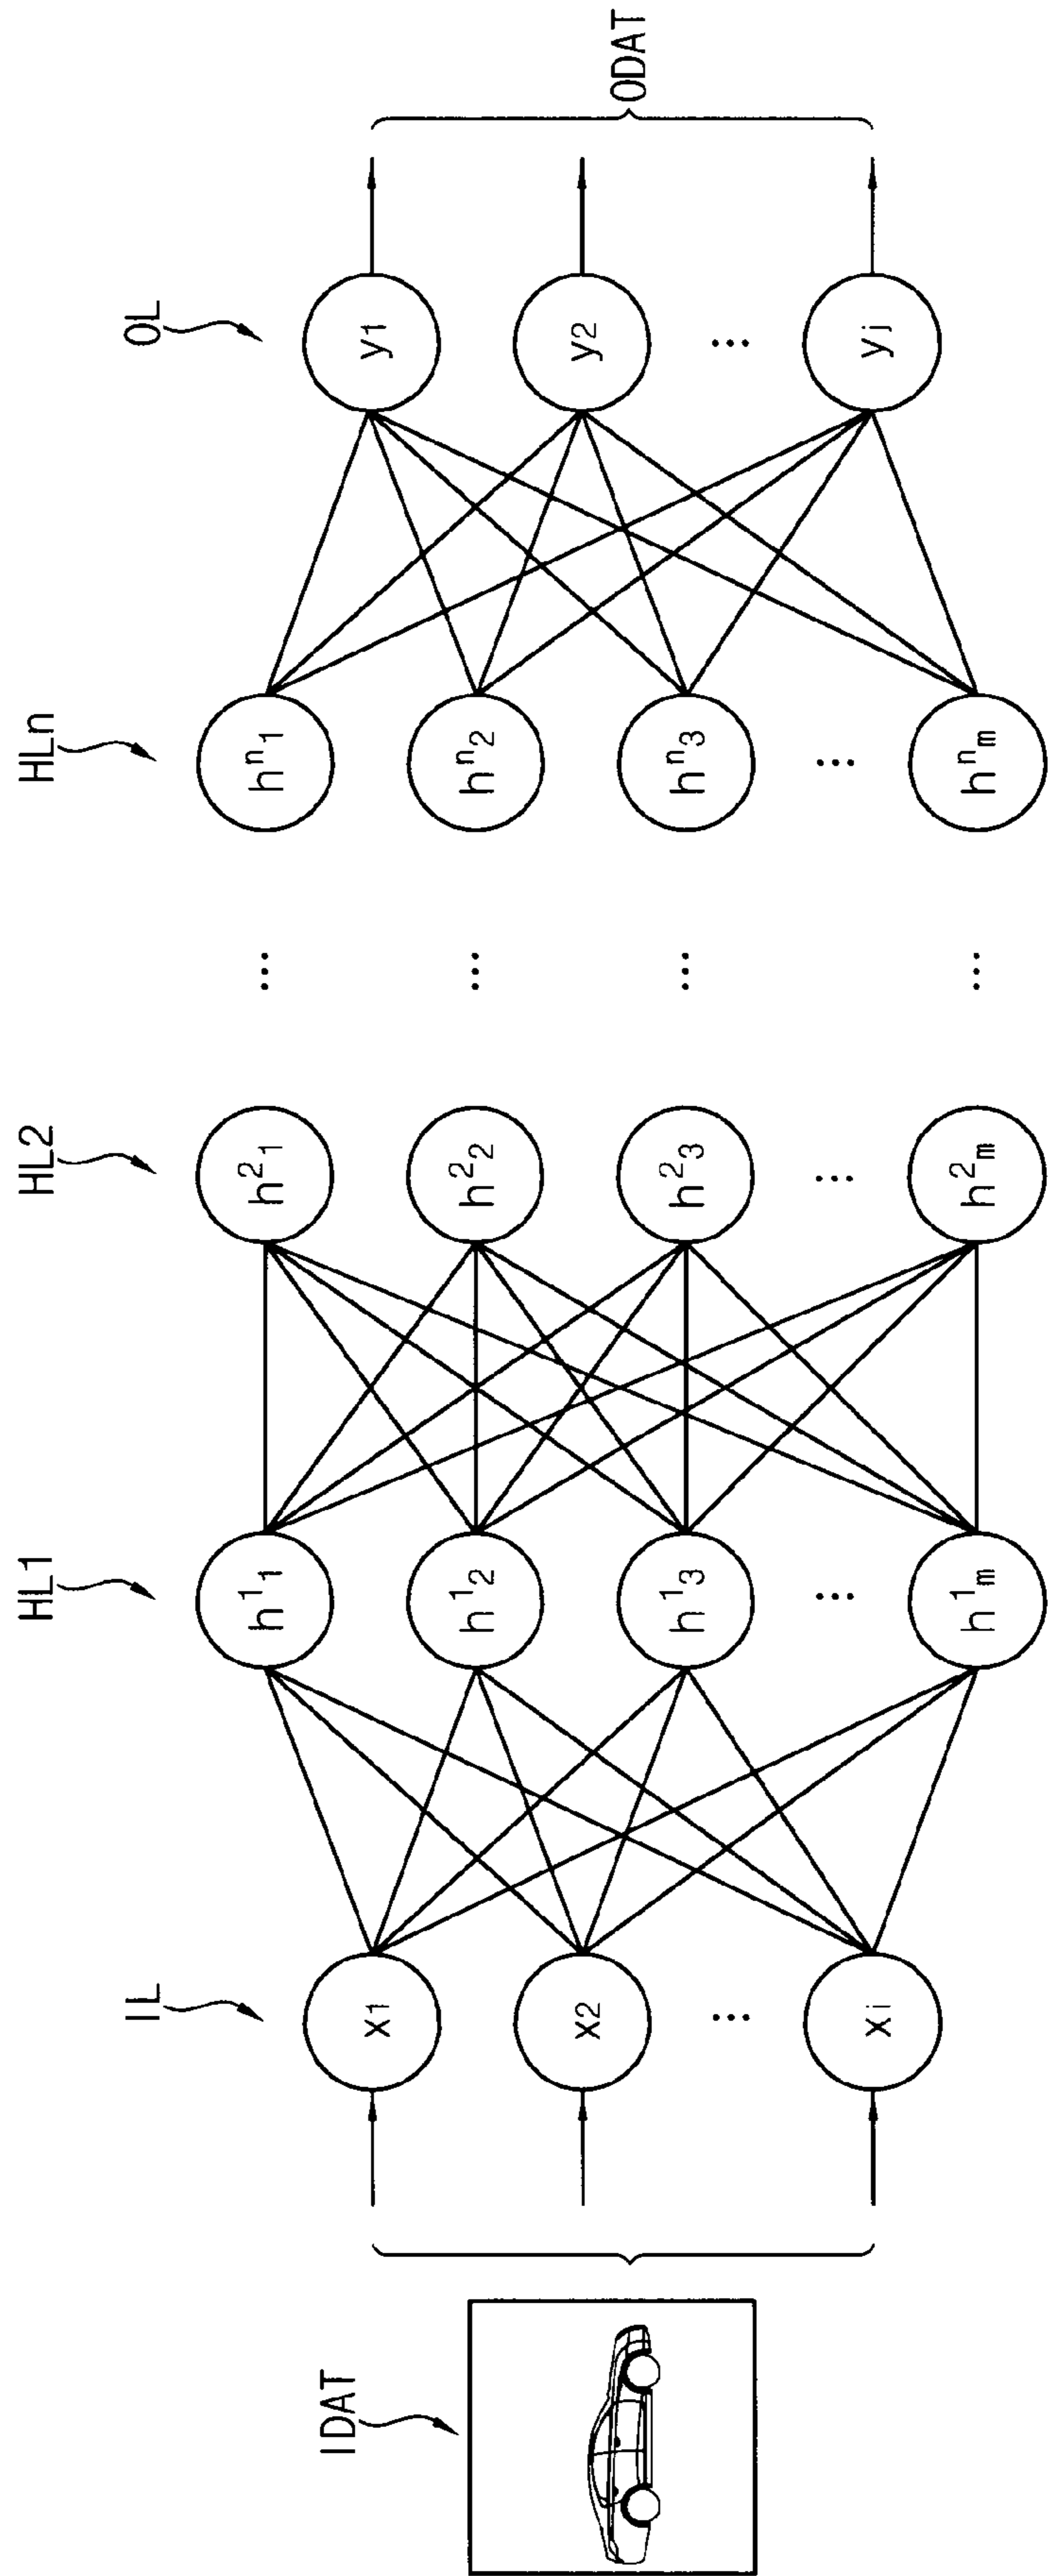 IDAT
IL
HL1
HL2
HLn
OL
x1
x2
⋮
xi
h¹1
h¹2
h¹3
⋮
h¹m
h²1
h²2
h²3
⋮
h²m
...
...
...
...
hⁿ1
hⁿ2
hⁿ3
⋮
hⁿm
y1
y2
⋮
yj
ODAT